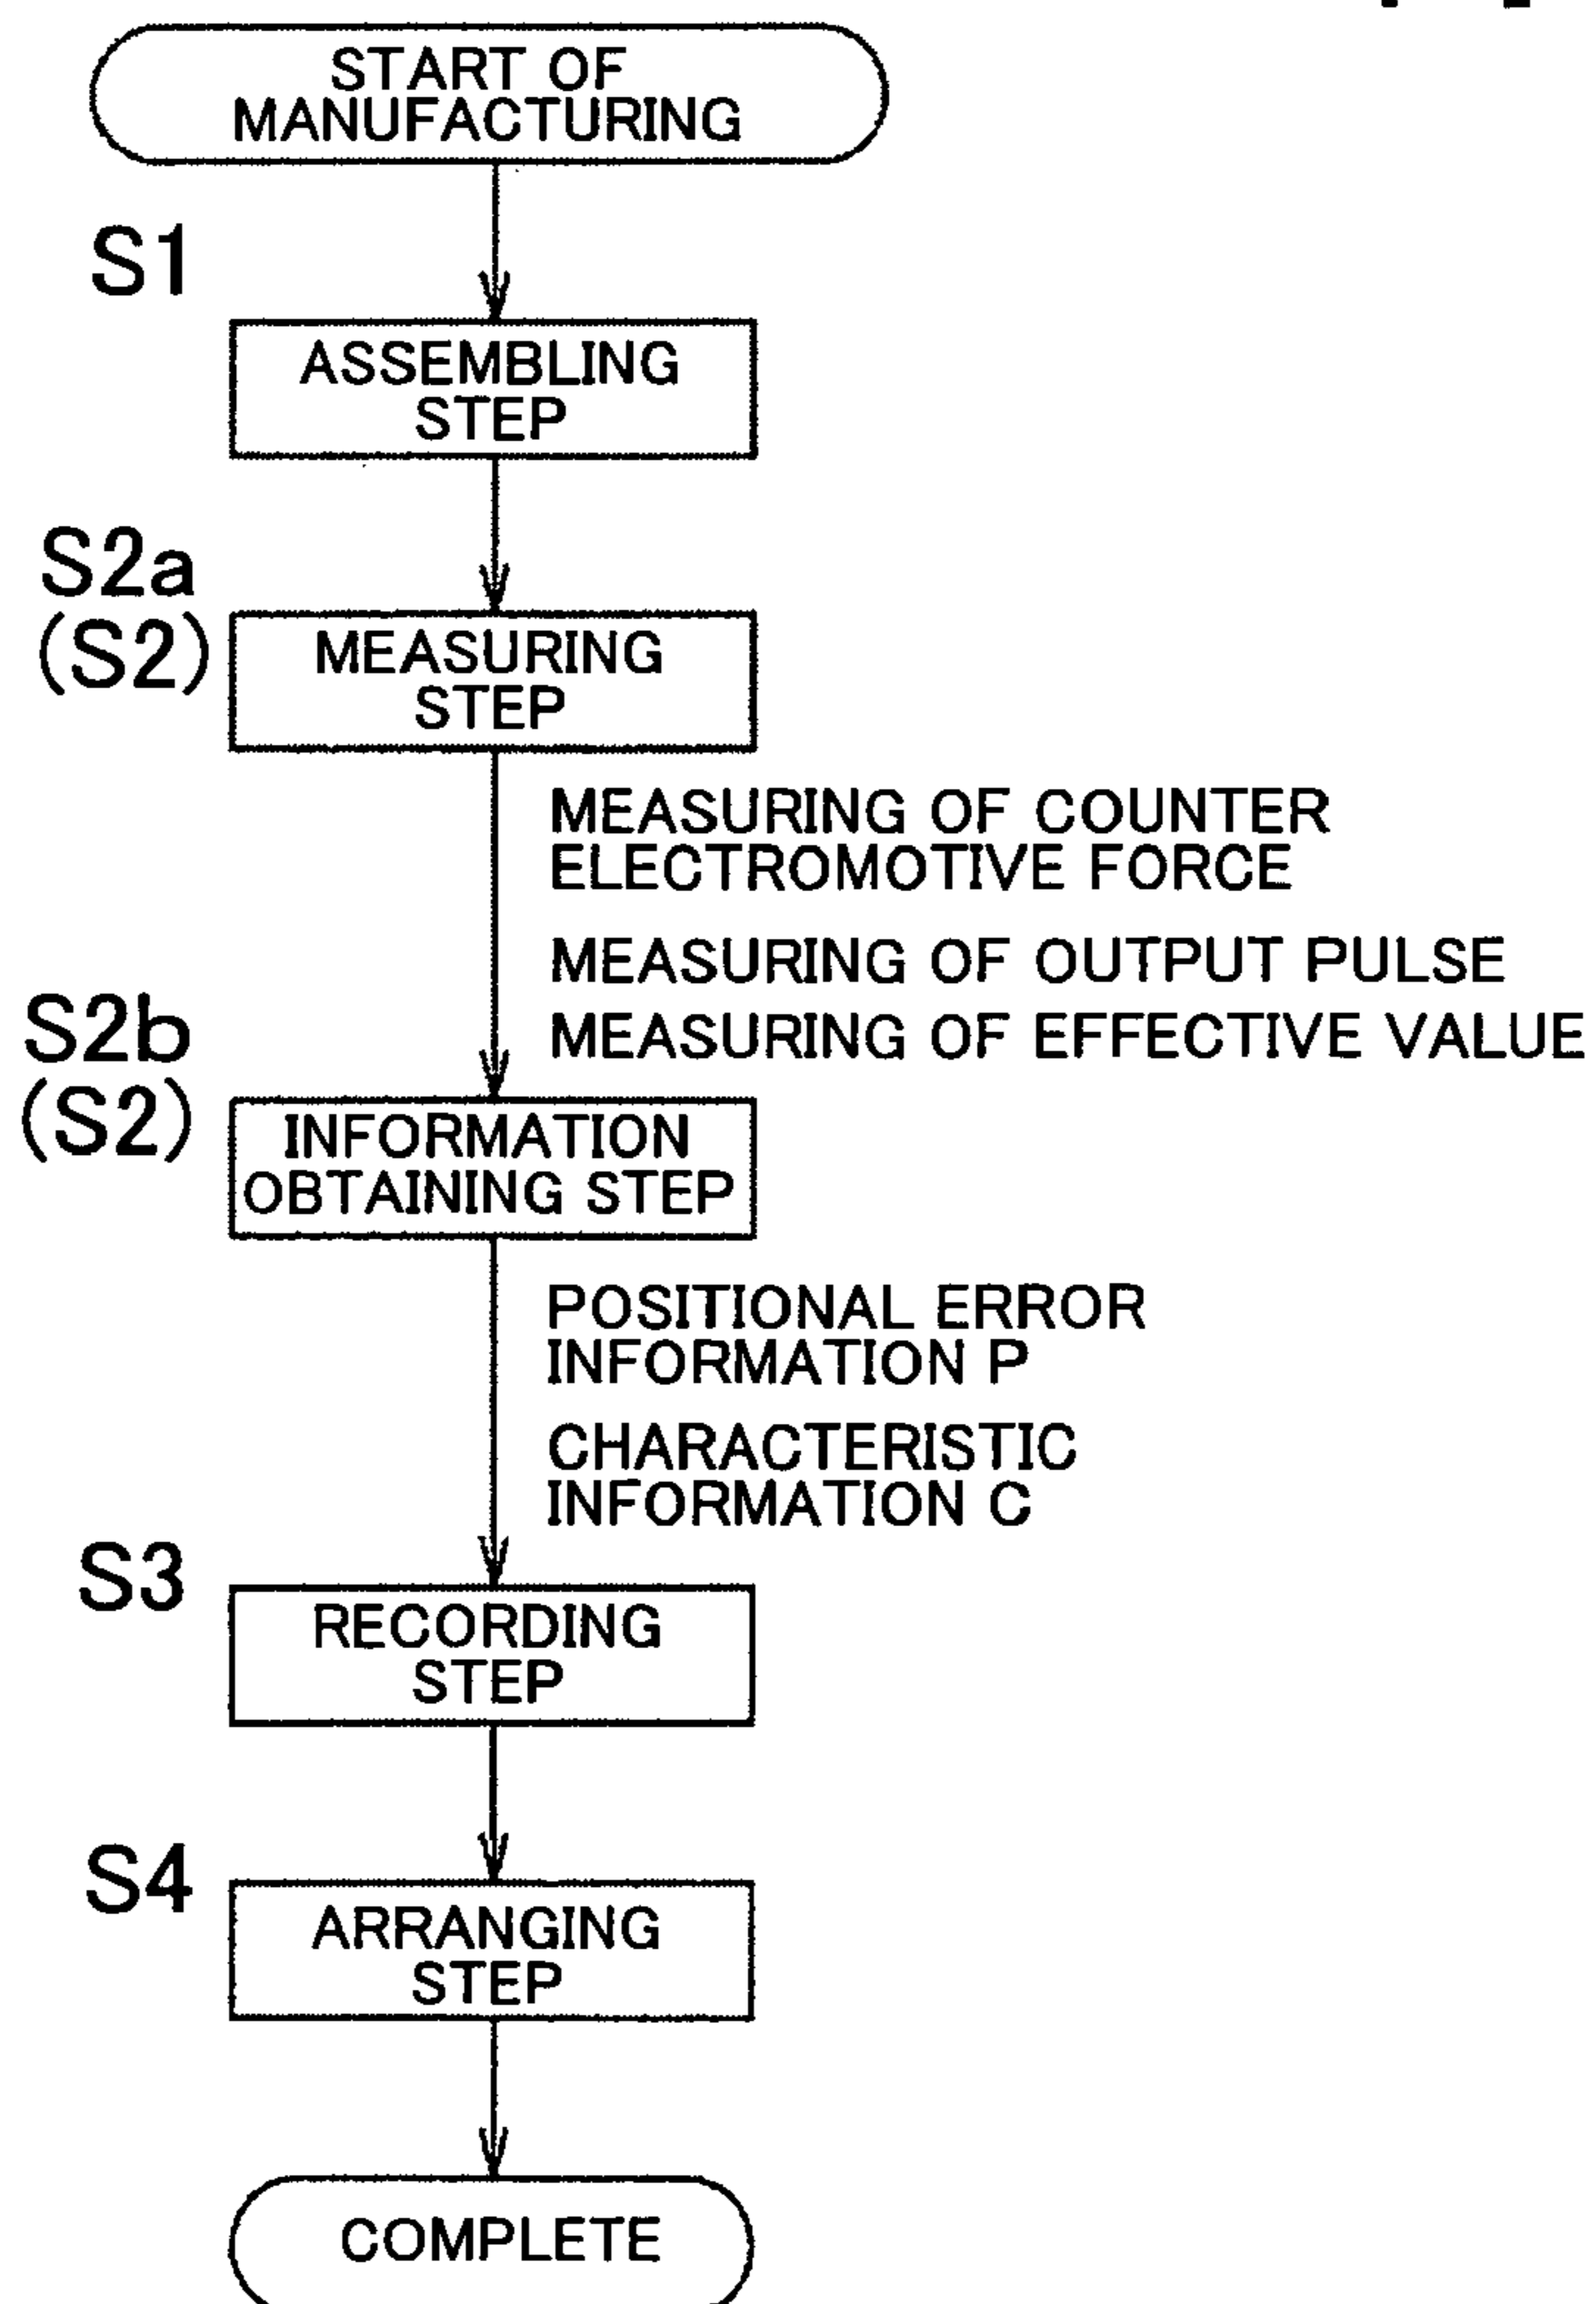 START OF
MANUFACTURING
S1
ASSEMBLING
STEP
S2a
(S2)
MEASURING
STEP
MEASURING OF COUNTER
ELECTROMOTIVE FORCE
MEASURING OF OUTPUT PULSE
MEASURING OF EFFECTIVE VALUE
S2b
(S2)
INFORMATION
OBTAINING STEP
POSITIONAL ERROR
INFORMATION P
CHARACTERISTIC
INFORMATION C
S3
RECORDING
STEP
S4
ARRANGING
STEP
COMPLETE